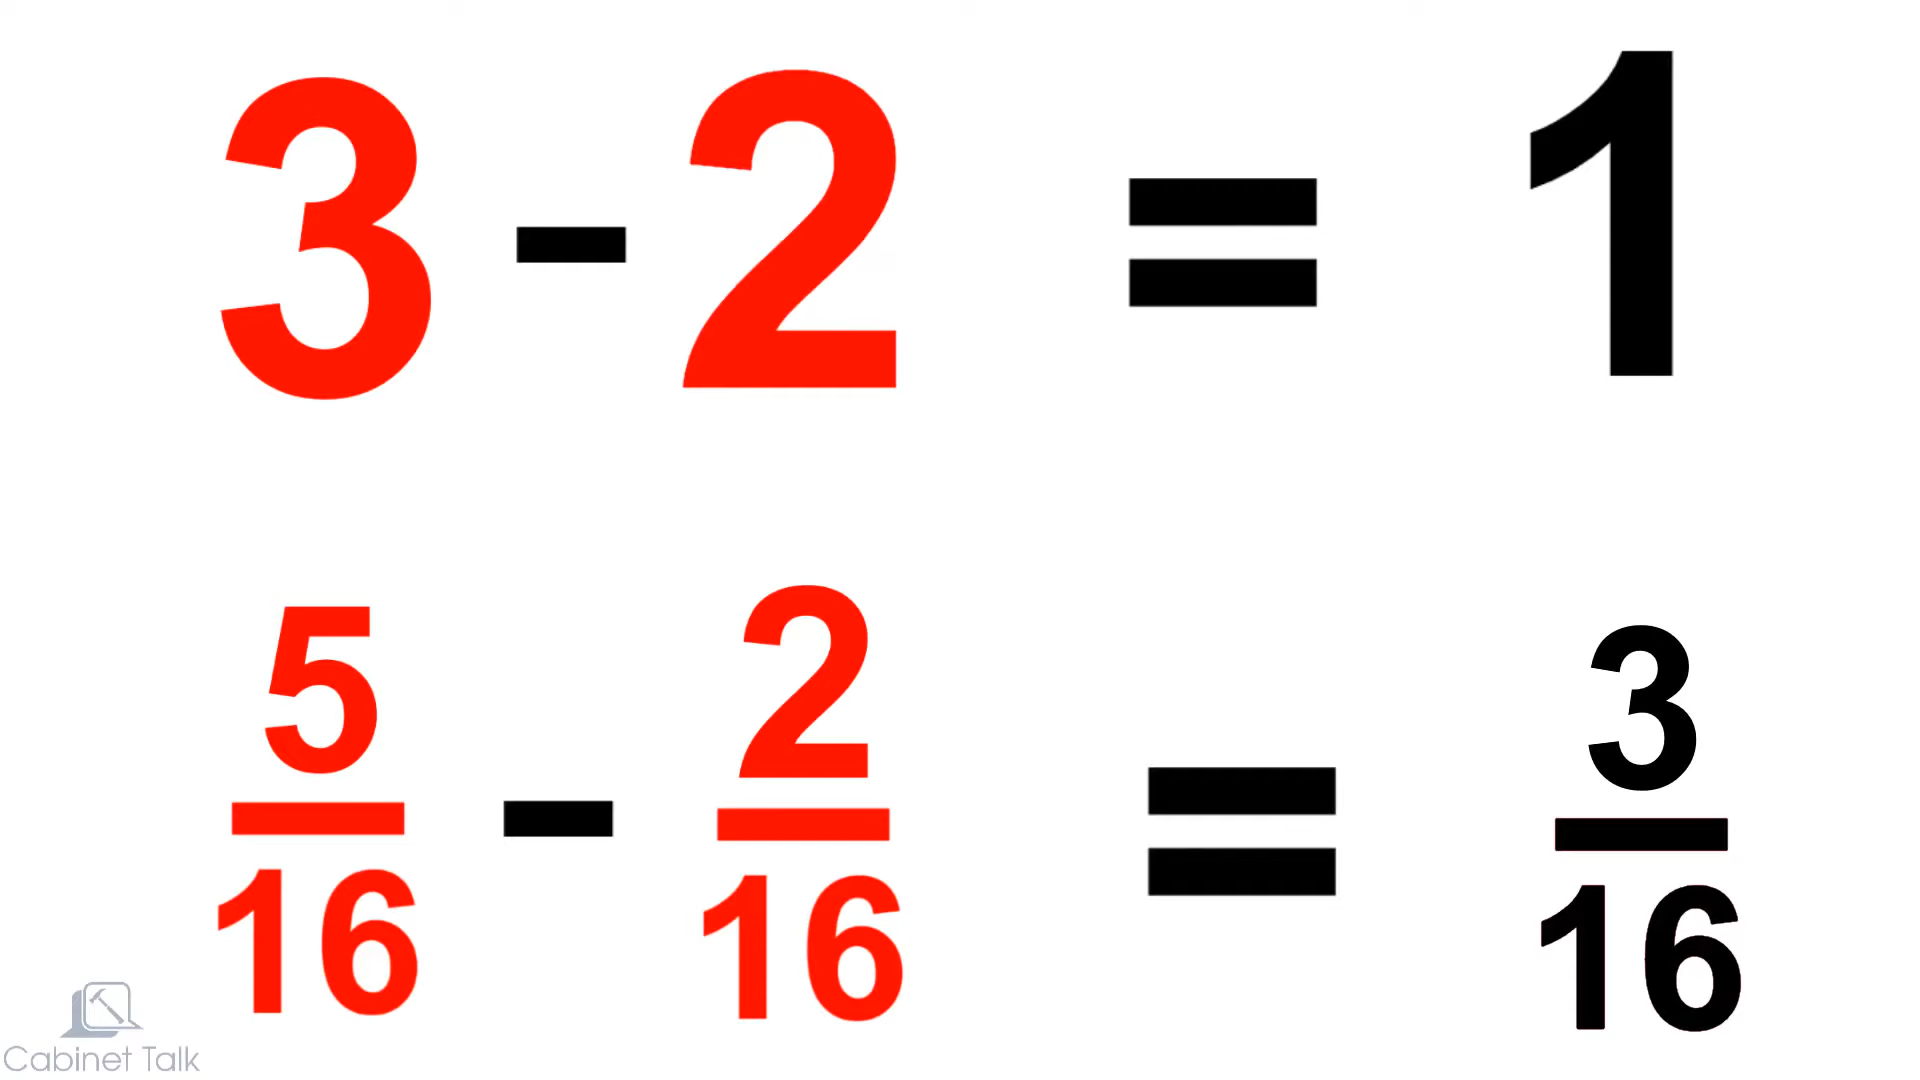 3 - 2 = 1
5/16 - 2/16 = 3/16
Cabinet Talk